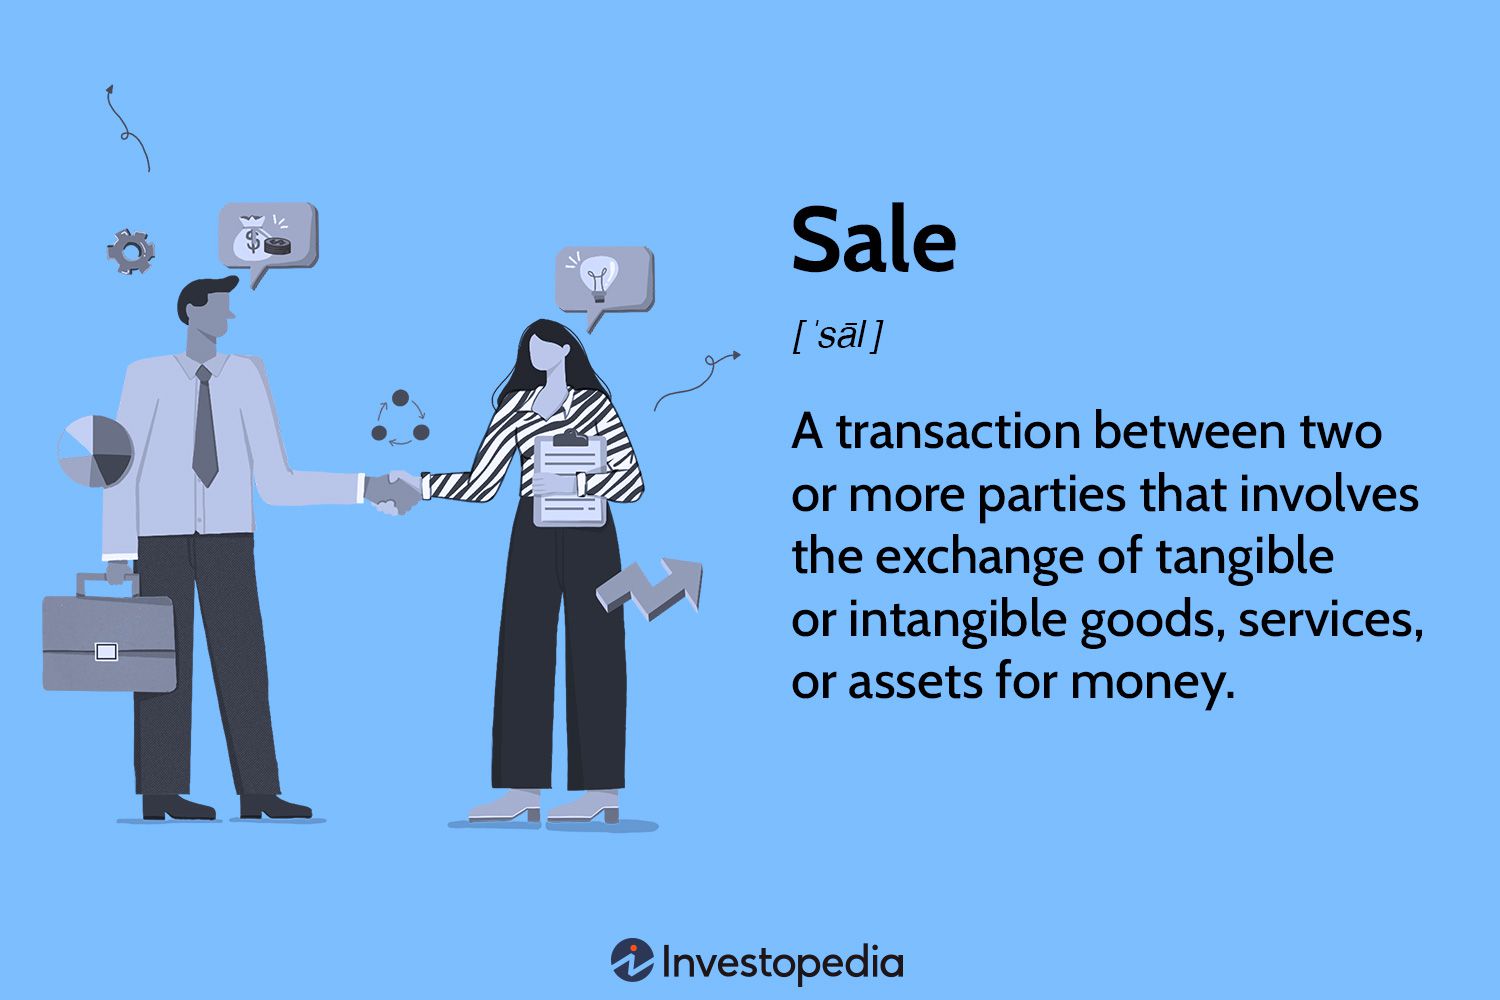 Sale
[ ˈsāl ]
A transaction between two
or more parties that involves
the exchange of tangible
or intangible goods, services,
or assets for money.
$
Investopedia